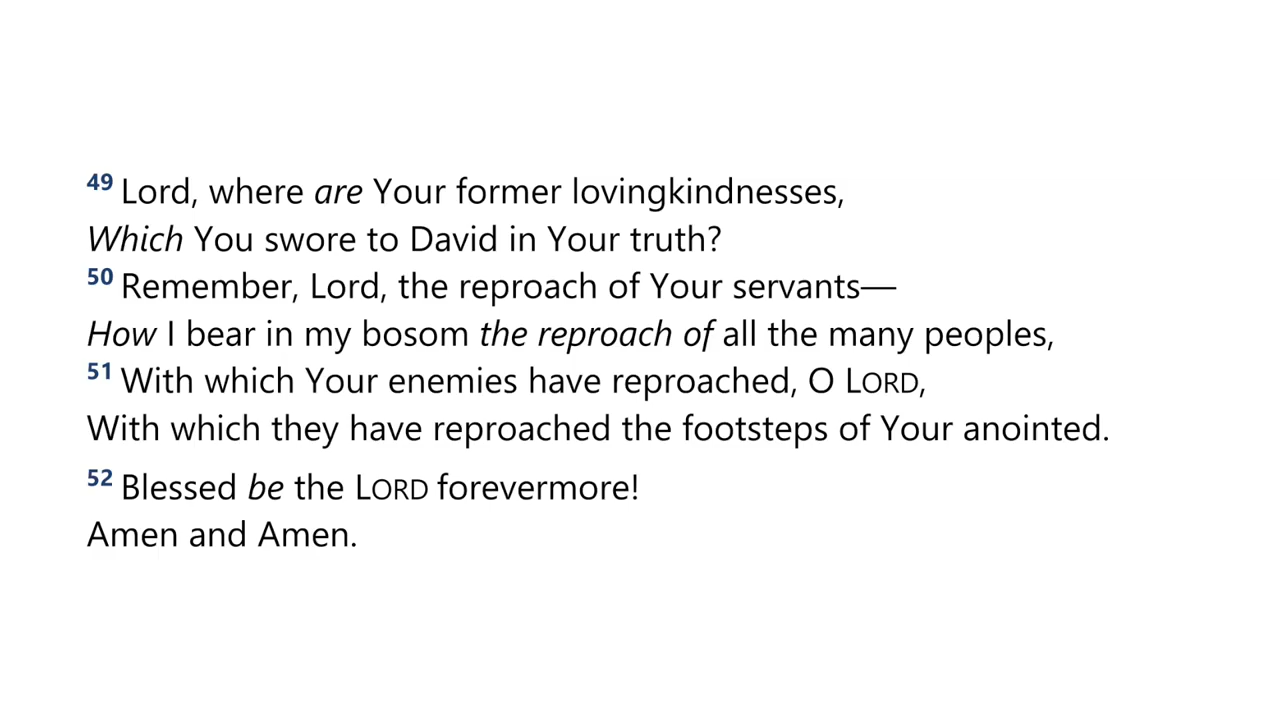 49 Lord, where are Your former lovingkindnesses,
Which You swore to David in Your truth?
50 Remember, Lord, the reproach of Your servants—
How I bear in my bosom the reproach of all the many peoples,
51 With which Your enemies have reproached, O LORD,
With which they have reproached the footsteps of Your anointed.
52 Blessed be the LORD forevermore!
Amen and Amen.